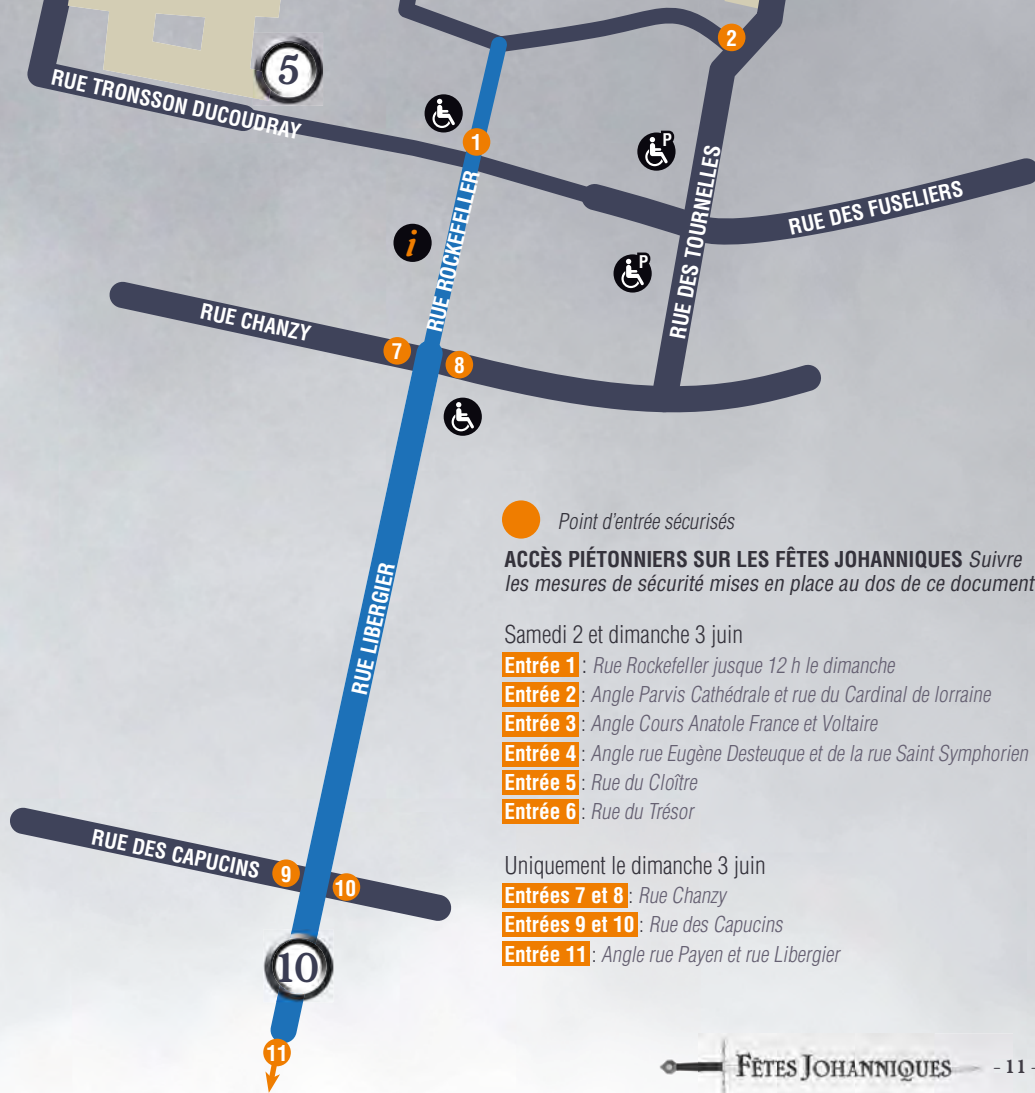 2
5
RUE TRONSSON DUCOUDRAY
1
P
RUE DES TOURNELLES
RUE DES FUSELIERS
RUE ROCKEFELLER
i
P
RUE CHANZY
7
8
RUE LIBERGIER
Point d'entrée sécurisés
ACCÈS PIÉTONNIERS SUR LES FÊTES JOHANNIQUES Suivre
les mesures de sécurité mises en place au dos de ce document
Samedi 2 et dimanche 3 juin
Entrée 1 : Rue Rockefeller jusque 12 h le dimanche
Entrée 2 : Angle Parvis Cathédrale et rue du Cardinal de lorraine
Entrée 3 : Angle Cours Anatole France et Voltaire
Entrée 4 : Angle rue Eugène Desteuque et de la rue Saint Symphorien
Entrée 5 : Rue du Cloître
Entrée 6 : Rue du Trésor
Uniquement le dimanche 3 juin
Entrées 7 et 8 : Rue Chanzy
Entrées 9 et 10 : Rue des Capucins
Entrée 11 : Angle rue Payen et rue Libergier
RUE DES CAPUCINS
9
10
10
11
FÊTES JOHANNIQUES - 11 -